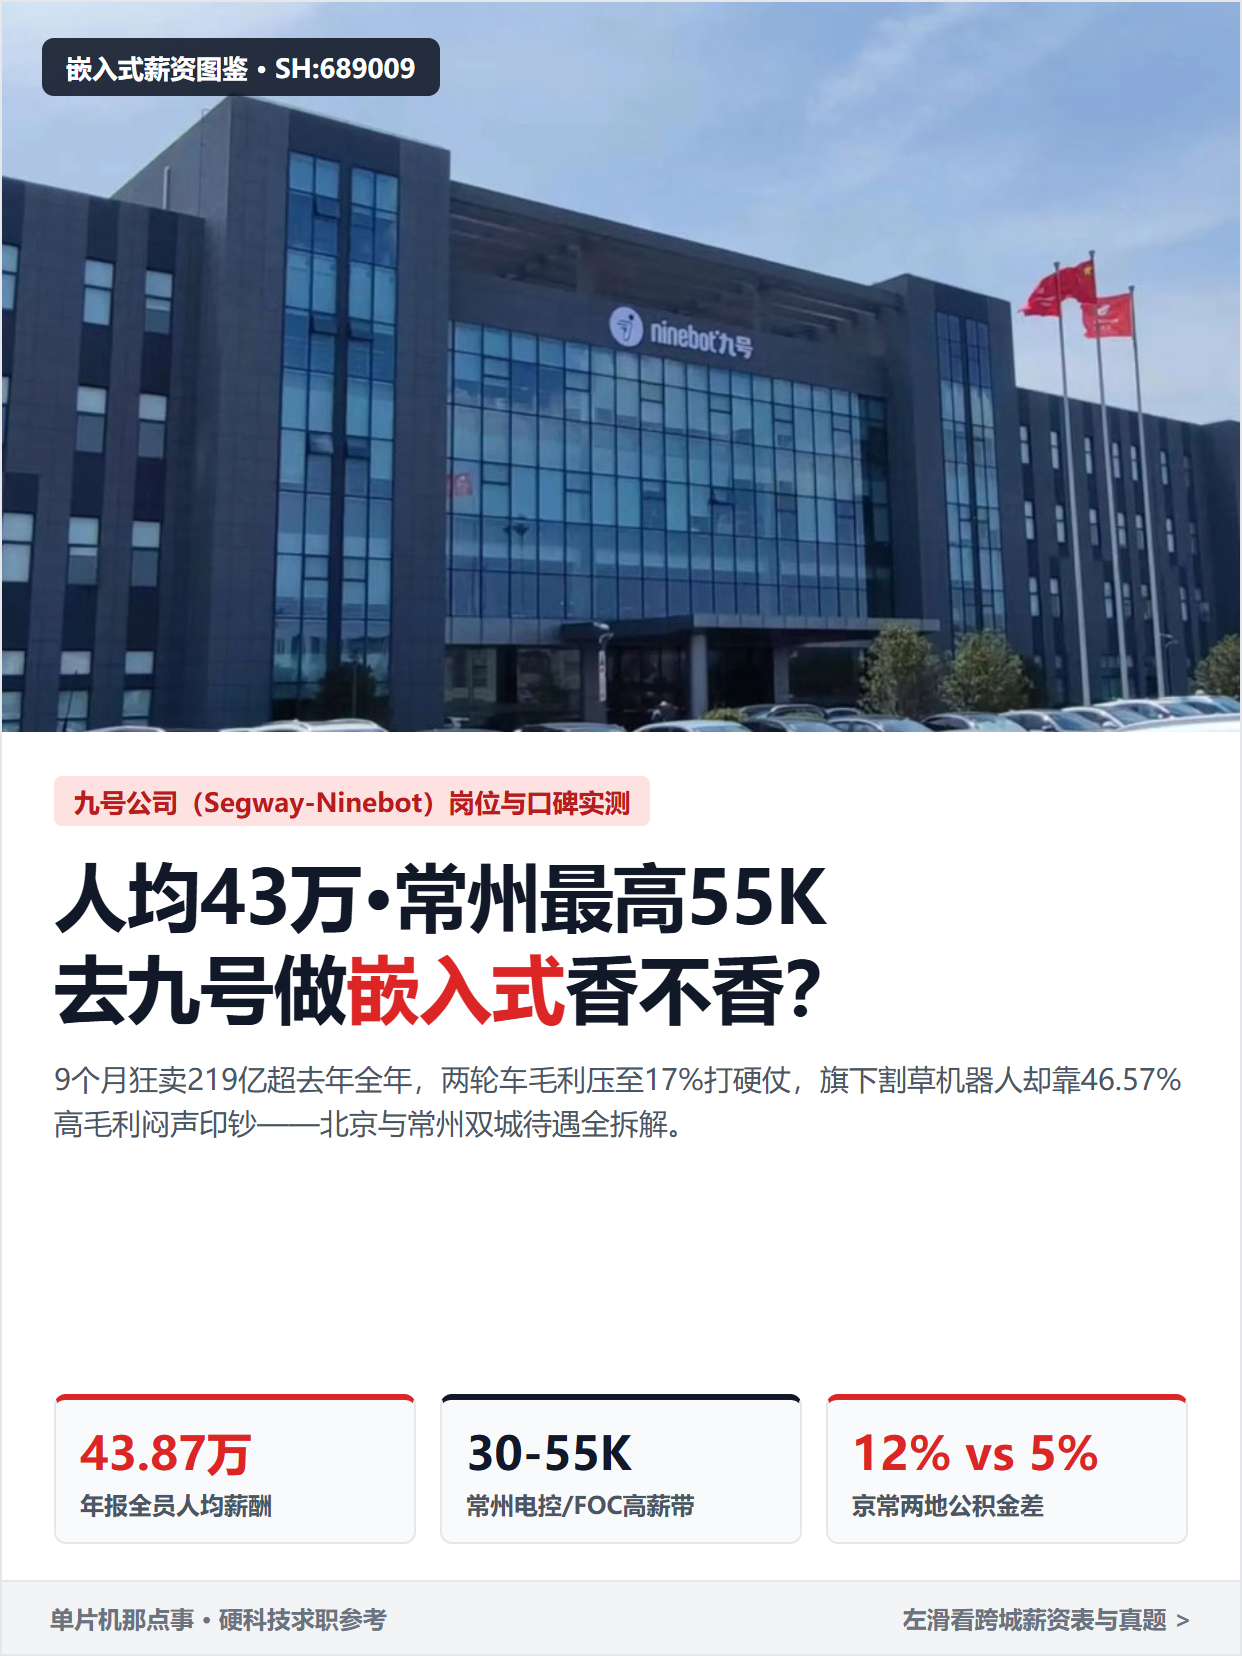 嵌入式薪资图鉴·SH:689009
ninebot九号
九号公司（Segway-Ninebot）岗位与口碑实测
人均43万·常州最高55K
去九号做嵌入式香不香？
9个月狂卖219亿超去年全年，两轮车毛利压至17%打硬仗，旗下割草机器人却靠46.57%
高毛利闷声印钞——北京与常州双城待遇全拆解。
43.87万
年报全员人均薪酬
30-55K
常州电控/FOC高薪带
12% vs 5%
京常两地公积金差
单片机那点事·硬科技求职参考
左滑看跨城薪资表与真题 >